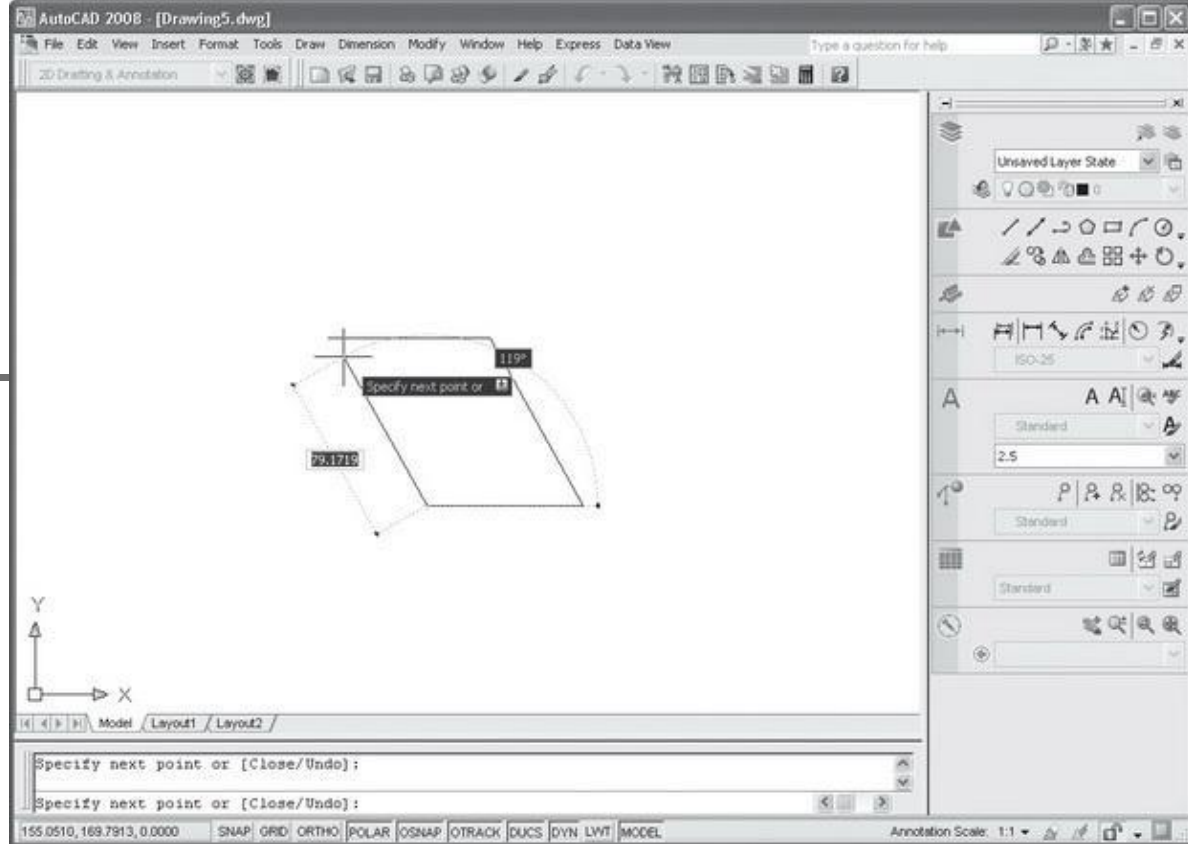 AutoCAD 2008 - [Drawing5.dwg]
File Edit View Insert Format Tools Draw Dimension Modify Window Help Express Data View Type a question for help
2D Drafting & Annotation
Unsaved Layer State
0
ISO-25
A A AI ABC
Standard
2.5
Standard
Standard
119°
Specify next point or
79.1719
Y
X
Model Layout1 Layout2
Specify next point or [Close/Undo]:
Specify next point or [Close/Undo]:
155.0510, 169.7913, 0.0000 SNAP GRID ORTHO POLAR OSNAP OTRACK DUCS DYN LWT MODEL Annotation Scale: 1:1